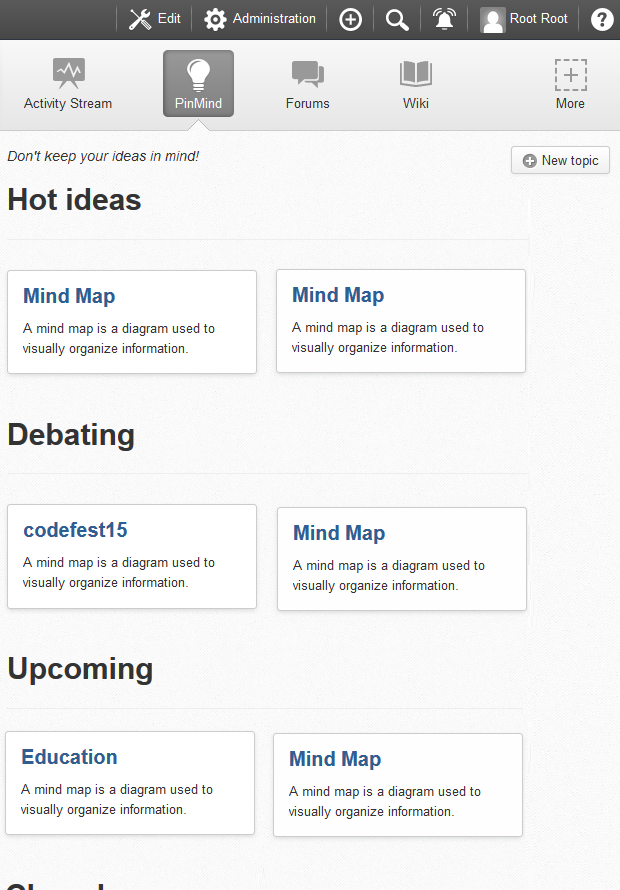 Edit Administration Root Root
Activity Stream PinMind Forums Wiki More
Don't keep your ideas in mind! New topic
Hot ideas
Mind Map
A mind map is a diagram used to
visually organize information.
Mind Map
A mind map is a diagram used to
visually organize information.
Debating
codefest15
A mind map is a diagram used to
visually organize information.
Mind Map
A mind map is a diagram used to
visually organize information.
Upcoming
Education
A mind map is a diagram used to
visually organize information.
Mind Map
A mind map is a diagram used to
visually organize information.